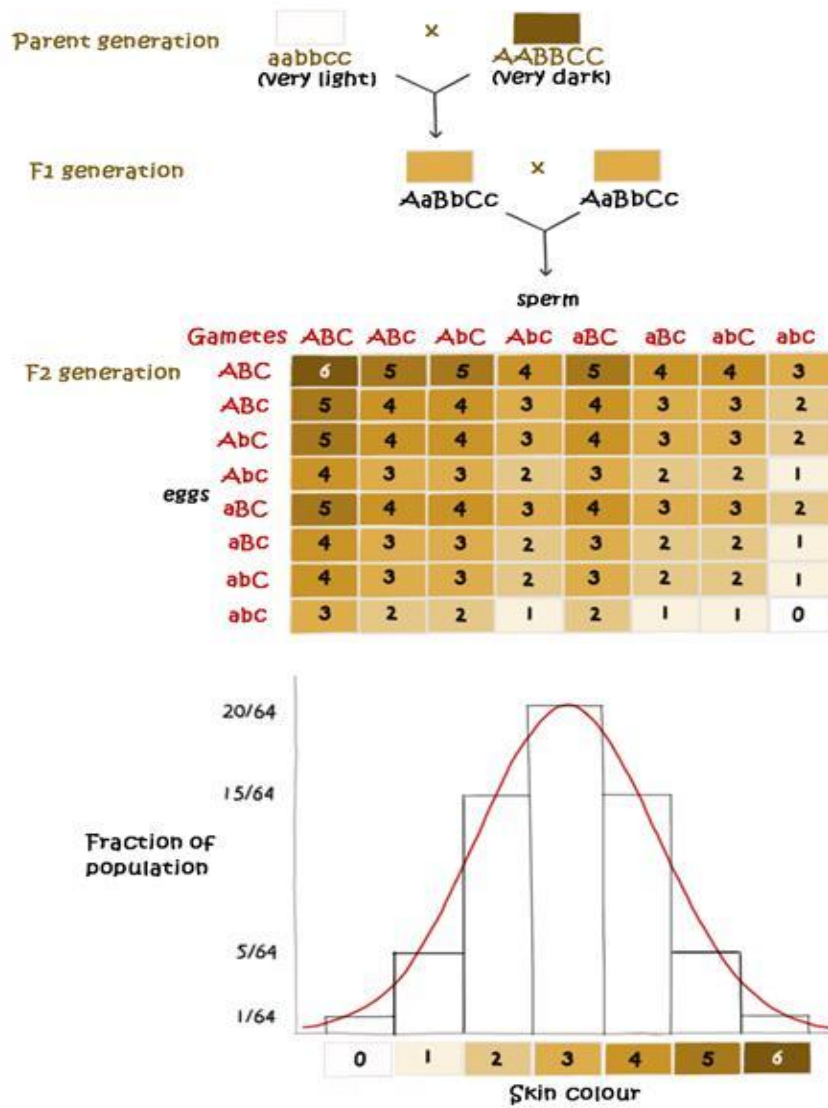 Parent generation
×
aabbcc AABBCC
(very light) (very dark)
F1 generation
×
AaBbCc AaBbCc
sperm
Gametes ABC ABc AbC Abc aBC aBc abC abc
F2 generation ABC 6 5 5 4 5 4 4 3
ABc 5 4 4 3 4 3 3 2
AbC 5 4 4 3 4 3 3 2
Abc 4 3 3 2 3 2 2 1
eggs
aBC 5 4 4 3 4 3 3 2
aBc 4 3 3 2 3 2 2 1
abC 4 3 3 2 3 2 2 1
abc 3 2 2 1 2 1 1 0
20/64
15/64
Fraction of
population
5/64
1/64
0 1 2 3 4 5 6
Skin colour